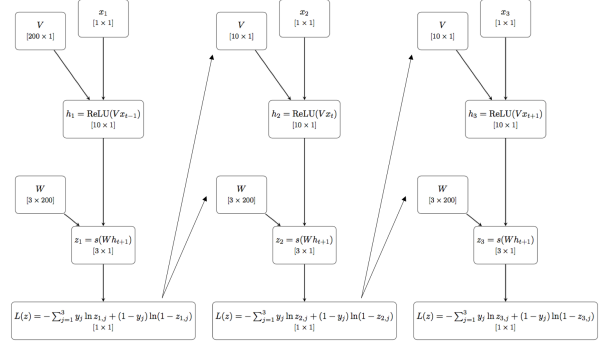 V
[200 × 1]
x₁
[1 × 1]
h₁ = ReLU(Vxₜ₋₁)
[10 × 1]
W
[3 × 200]
z₁ = s(Whₜ₊₁)
[3 × 1]
L(z) = −∑³ⱼ₌₁ yⱼ ln z₁,ⱼ + (1 − yⱼ) ln(1 − z₁,ⱼ)
[1 × 1]
V
[10 × 1]
x₂
[1 × 1]
h₂ = ReLU(Vxₜ)
[10 × 1]
W
[3 × 200]
z₂ = s(Whₜ₊₁)
[3 × 1]
L(z) = −∑³ⱼ₌₁ yⱼ ln z₂,ⱼ + (1 − yⱼ) ln(1 − z₂,ⱼ)
[1 × 1]
V
[10 × 1]
x₃
[1 × 1]
h₃ = ReLU(Vxₜ₊₁)
[10 × 1]
W
[3 × 200]
z₃ = s(Whₜ₊₁)
[3 × 1]
L(z) = −∑³ⱼ₌₁ yⱼ ln z₃,ⱼ + (1 − yⱼ) ln(1 − z₃,ⱼ)
[1 × 1]